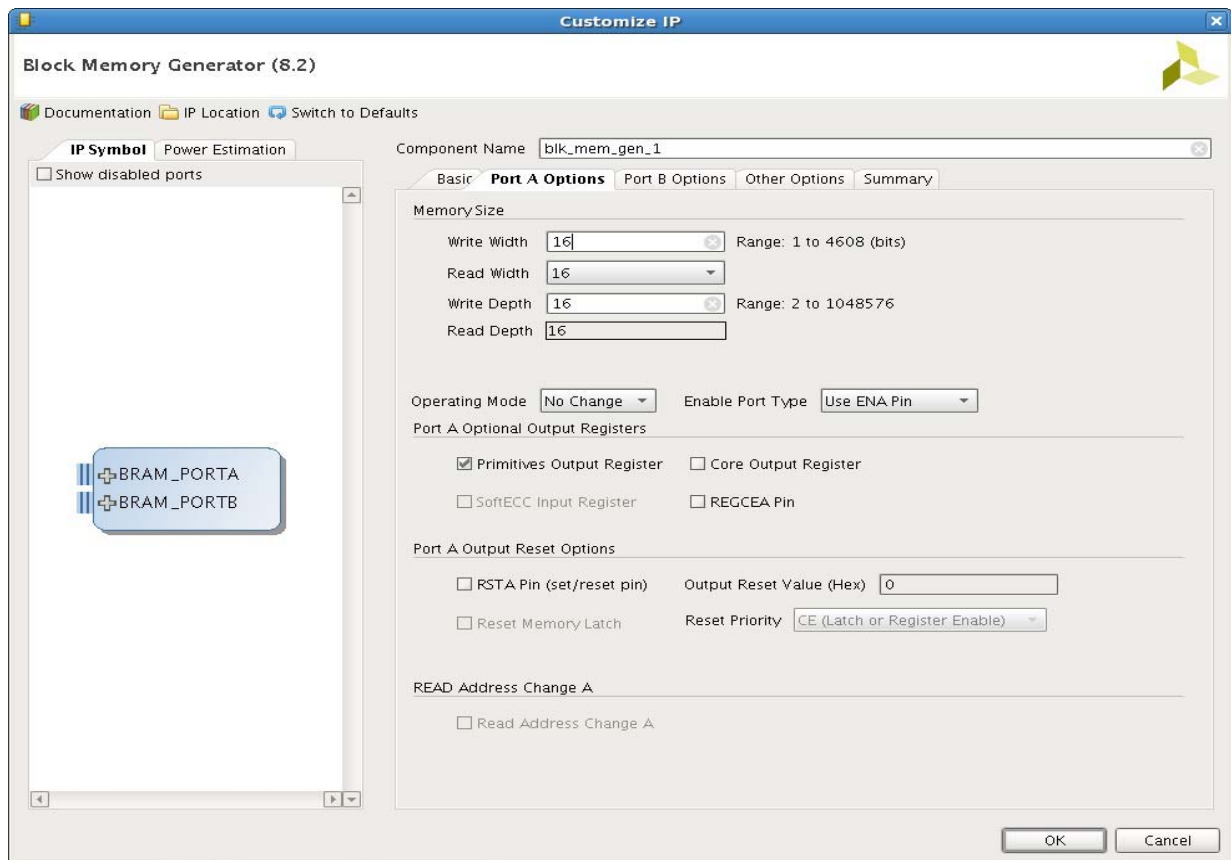 Customize IP
Block Memory Generator (8.2)
Documentation IP Location Switch to Defaults
IP Symbol Power Estimation
Show disabled ports
BRAM_PORTA
BRAM_PORTB
Component Name blk_mem_gen_1
Basic Port A Options Port B Options Other Options Summary
Memory Size
Write Width 16 Range: 1 to 4608 (bits)
Read Width 16
Write Depth 16 Range: 2 to 1048576
Read Depth 16
Operating Mode No Change Enable Port Type Use ENA Pin
Port A Optional Output Registers
Primitives Output Register Core Output Register
SoftECC Input Register REGCEA Pin
Port A Output Reset Options
RSTA Pin (set/reset pin) Output Reset Value (Hex) 0
Reset Memory Latch Reset Priority CE (Latch or Register Enable)
READ Address Change A
Read Address Change A
OK Cancel